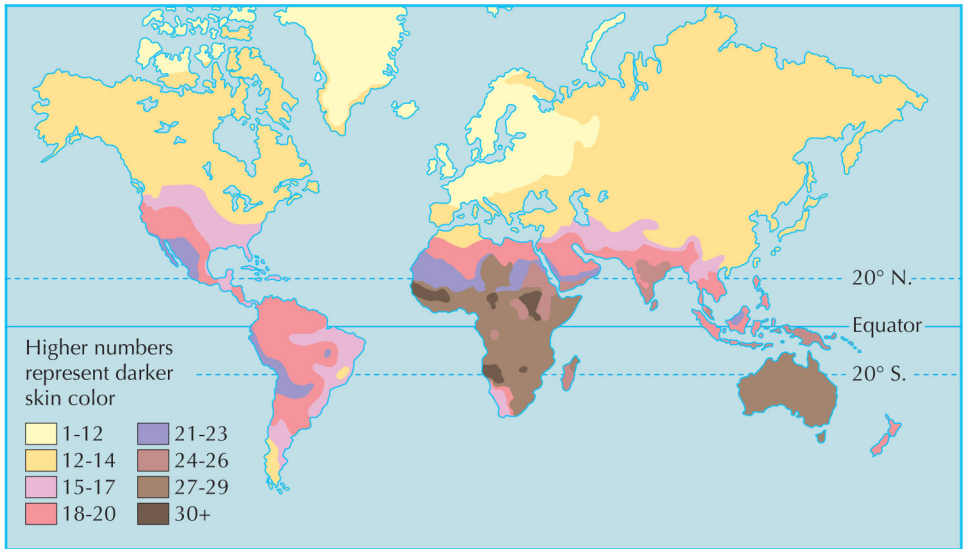 20° N.
Equator
20° S.
Higher numbers
represent darker
skin color
1-12
12-14
15-17
18-20
21-23
24-26
27-29
30+